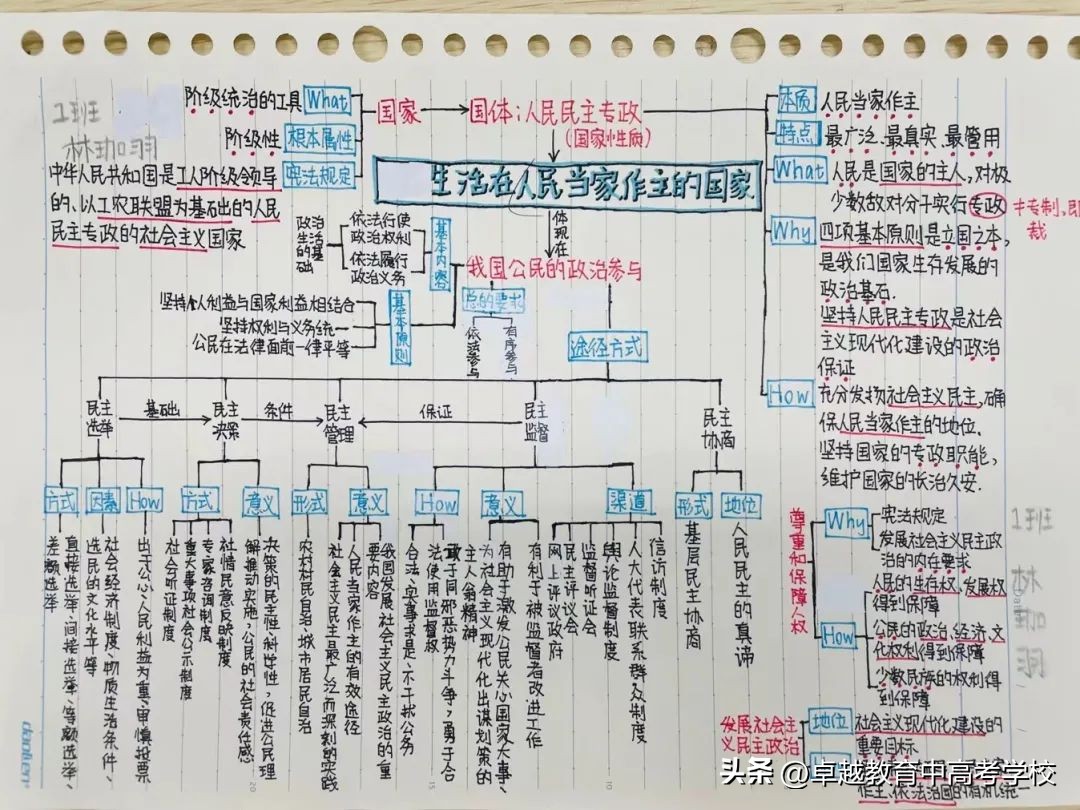 1班
林珈羽
阶级统治的工具 What 国家 国体:人民民主专政
(国家性质)
阶级性 根本属性
中华人民共和国是工人阶级领导 宪法规定
的、以工农联盟为基础出的人民
民主专政的社会主义国家
生活在人民当家作主的国家
体现在
本质 人民当家作主
特点 最广泛、最真实、最管用
What 人民是国家的主人,对极
少数敌对分子实行专政
≠专制,即
裁
Why 四项基本原则是立国之本,
是我们国家生存发展的
政治基石.
坚持人民民主专政是社会
主义现代化建设的政治
保证
How 充分发扬社会主义民主,确
保人民当家作主的地位.
坚持国家的专政职能,
维护国家的长治久安.
我国公民的政治参与
基本内容
政治生活的基础
依法行使
政治权利
依法履行
政治义务
基本原则
坚持个人利益与国家利益相结合
坚持权利与义务统一
公民在法律面前一律平等
总的要求
依法参与
有序参与
途径方式
民主选举 基础 民主决策 条件 民主管理 保证 民主监督
民主协商
方式 因素 How 方式 意义 形式 意义 How 意义 渠道 形式 地位
直接选举、间接选举、等额选举、
差额选举
社会经济制度、物质生活条件、
选民的文化水平等
出于公心、人民利益为重、审慎投票
社情民意反映制度
专家咨询制度
重大事项社会公示制度
社会听证制度
决策的民主性、科学性,促进公民理
解推动实施,公民的社会责任感
农村村民自治、城市居民自治
我国发展社会主义民主政治的重
要内容
人民当家作主的有效途径
社会主义民主最广泛而深刻的实践
敢于同邪恶势力斗争,勇于合
法使用监督权
合法、实事求是、不干扰公务
有利于被监督者改进工作
有助于激发公民关心国家大事、
为社会主义现代化出谋划策的
主人翁精神
信访制度
人大代表联系群众制度
舆论监督制度
监督听证会
民主评议会
网上评议政府
基层民主协商
人民民主的真谛
尊重和保障人权
Why 宪法规定
发展社会主义民主政
治的内在要求
How 人民的生存权、发展权
得到保障
公民的政治、经济、文
化权利得到保障
少数民族的权利得
到保障
1班
林珈羽
发展社会主
义民主政治
地位 社会主义现代化建设的
重要目标
作主、依法治国的有机统一
头条 @卓越教育中高考学校
20
15
10